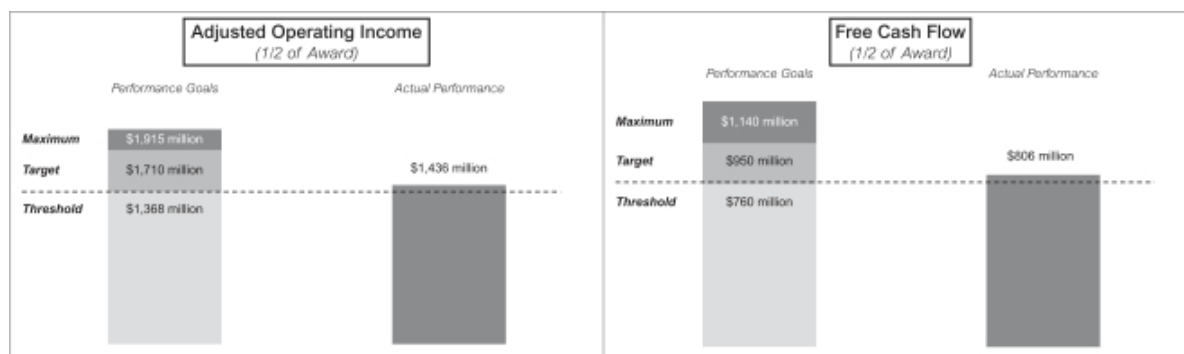 Adjusted Operating Income
(1/2 of Award)
Performance Goals
Actual Performance
Maximum
$1,915 million
Target
$1,710 million
$1,436 million
Threshold
$1,368 million
Free Cash Flow
(1/2 of Award)
Performance Goals
Actual Performance
Maximum
$1,140 million
Target
$950 million
$806 million
Threshold
$760 million